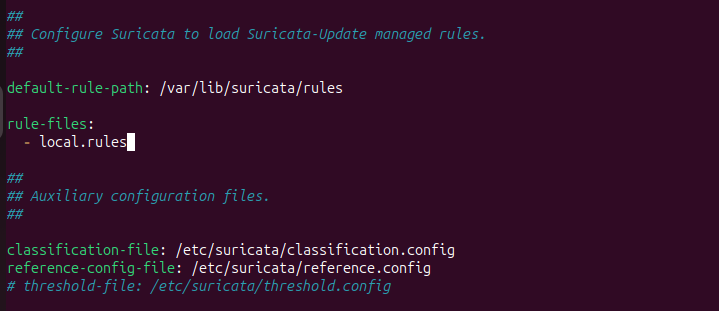 ##
## Configure Suricata to load Suricata-Update managed rules.
##
default-rule-path: /var/lib/suricata/rules
rule-files:
  - local.rules
##
## Auxiliary configuration files.
##
classification-file: /etc/suricata/classification.config
reference-config-file: /etc/suricata/reference.config
# threshold-file: /etc/suricata/threshold.config